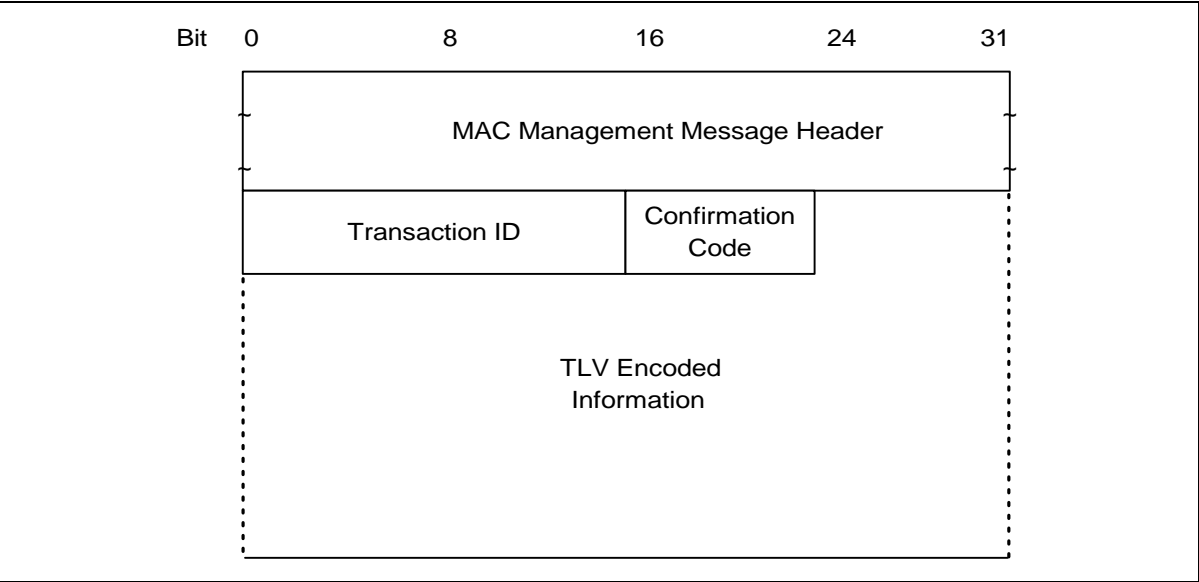 Bit 0 8 16 24 31
MAC Management Message Header
Transaction ID
Confirmation
Code
TLV Encoded
Information